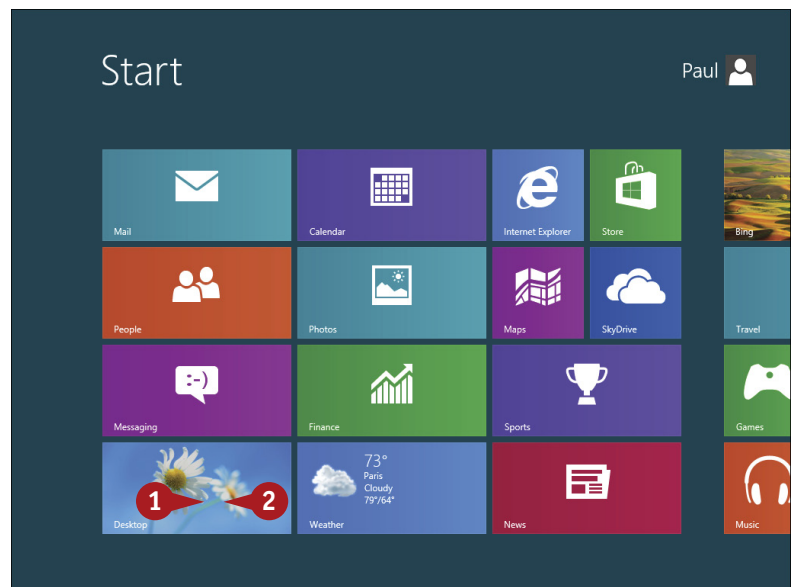 Start
Paul
Mail
Calendar
Internet Explorer
Store
Bing
People
Photos
Maps
SkyDrive
Travel
:-)
Messaging
Finance
Sports
Games
1
2
Desktop
73°
Paris
Cloudy
79°/64°
Weather
News
Music